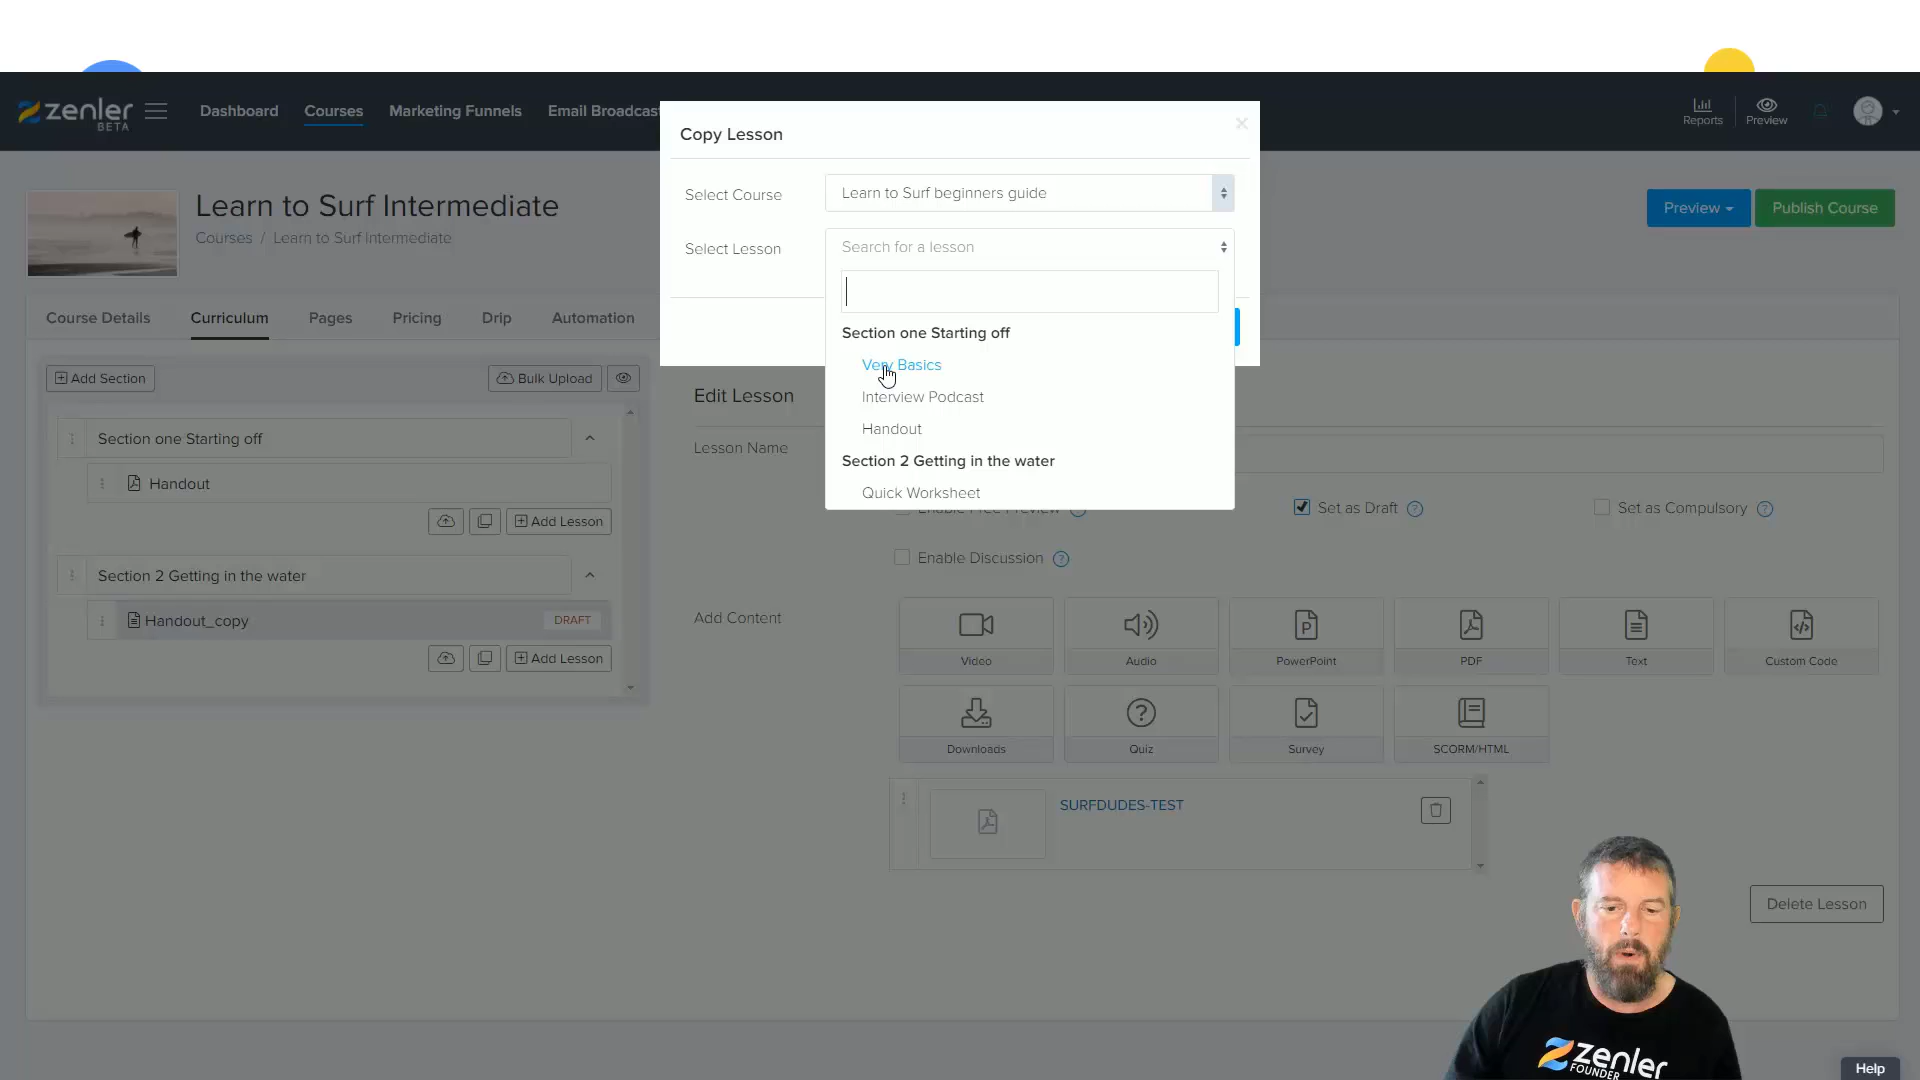 zenler
BETA
Dashboard
Courses
Marketing Funnels
Email Broadcast
Reports
Preview
Copy Lesson
×
Select Course
Learn to Surf beginners guide
Select Lesson
Search for a lesson
Section one Starting off
Very Basics
Interview Podcast
Handout
Section 2 Getting in the water
Quick Worksheet
Learn to Surf Intermediate
Courses / Learn to Surf Intermediate
Preview
Publish Course
Course Details
Curriculum
Pages
Pricing
Drip
Automation
Add Section
Bulk Upload
Section one Starting off
Handout
Add Lesson
Section 2 Getting in the water
Handout_copy
DRAFT
Add Lesson
Edit Lesson
Lesson Name
Enable Free Preview
Set as Draft ?
Set as Compulsory ?
Enable Discussion ?
Add Content
Video
Audio
PowerPoint
PDF
Text
Custom Code
Downloads
Quiz
Survey
SCORM/HTML
SURFDUDES-TEST
Delete Lesson
zenler
FOUNDER
Help